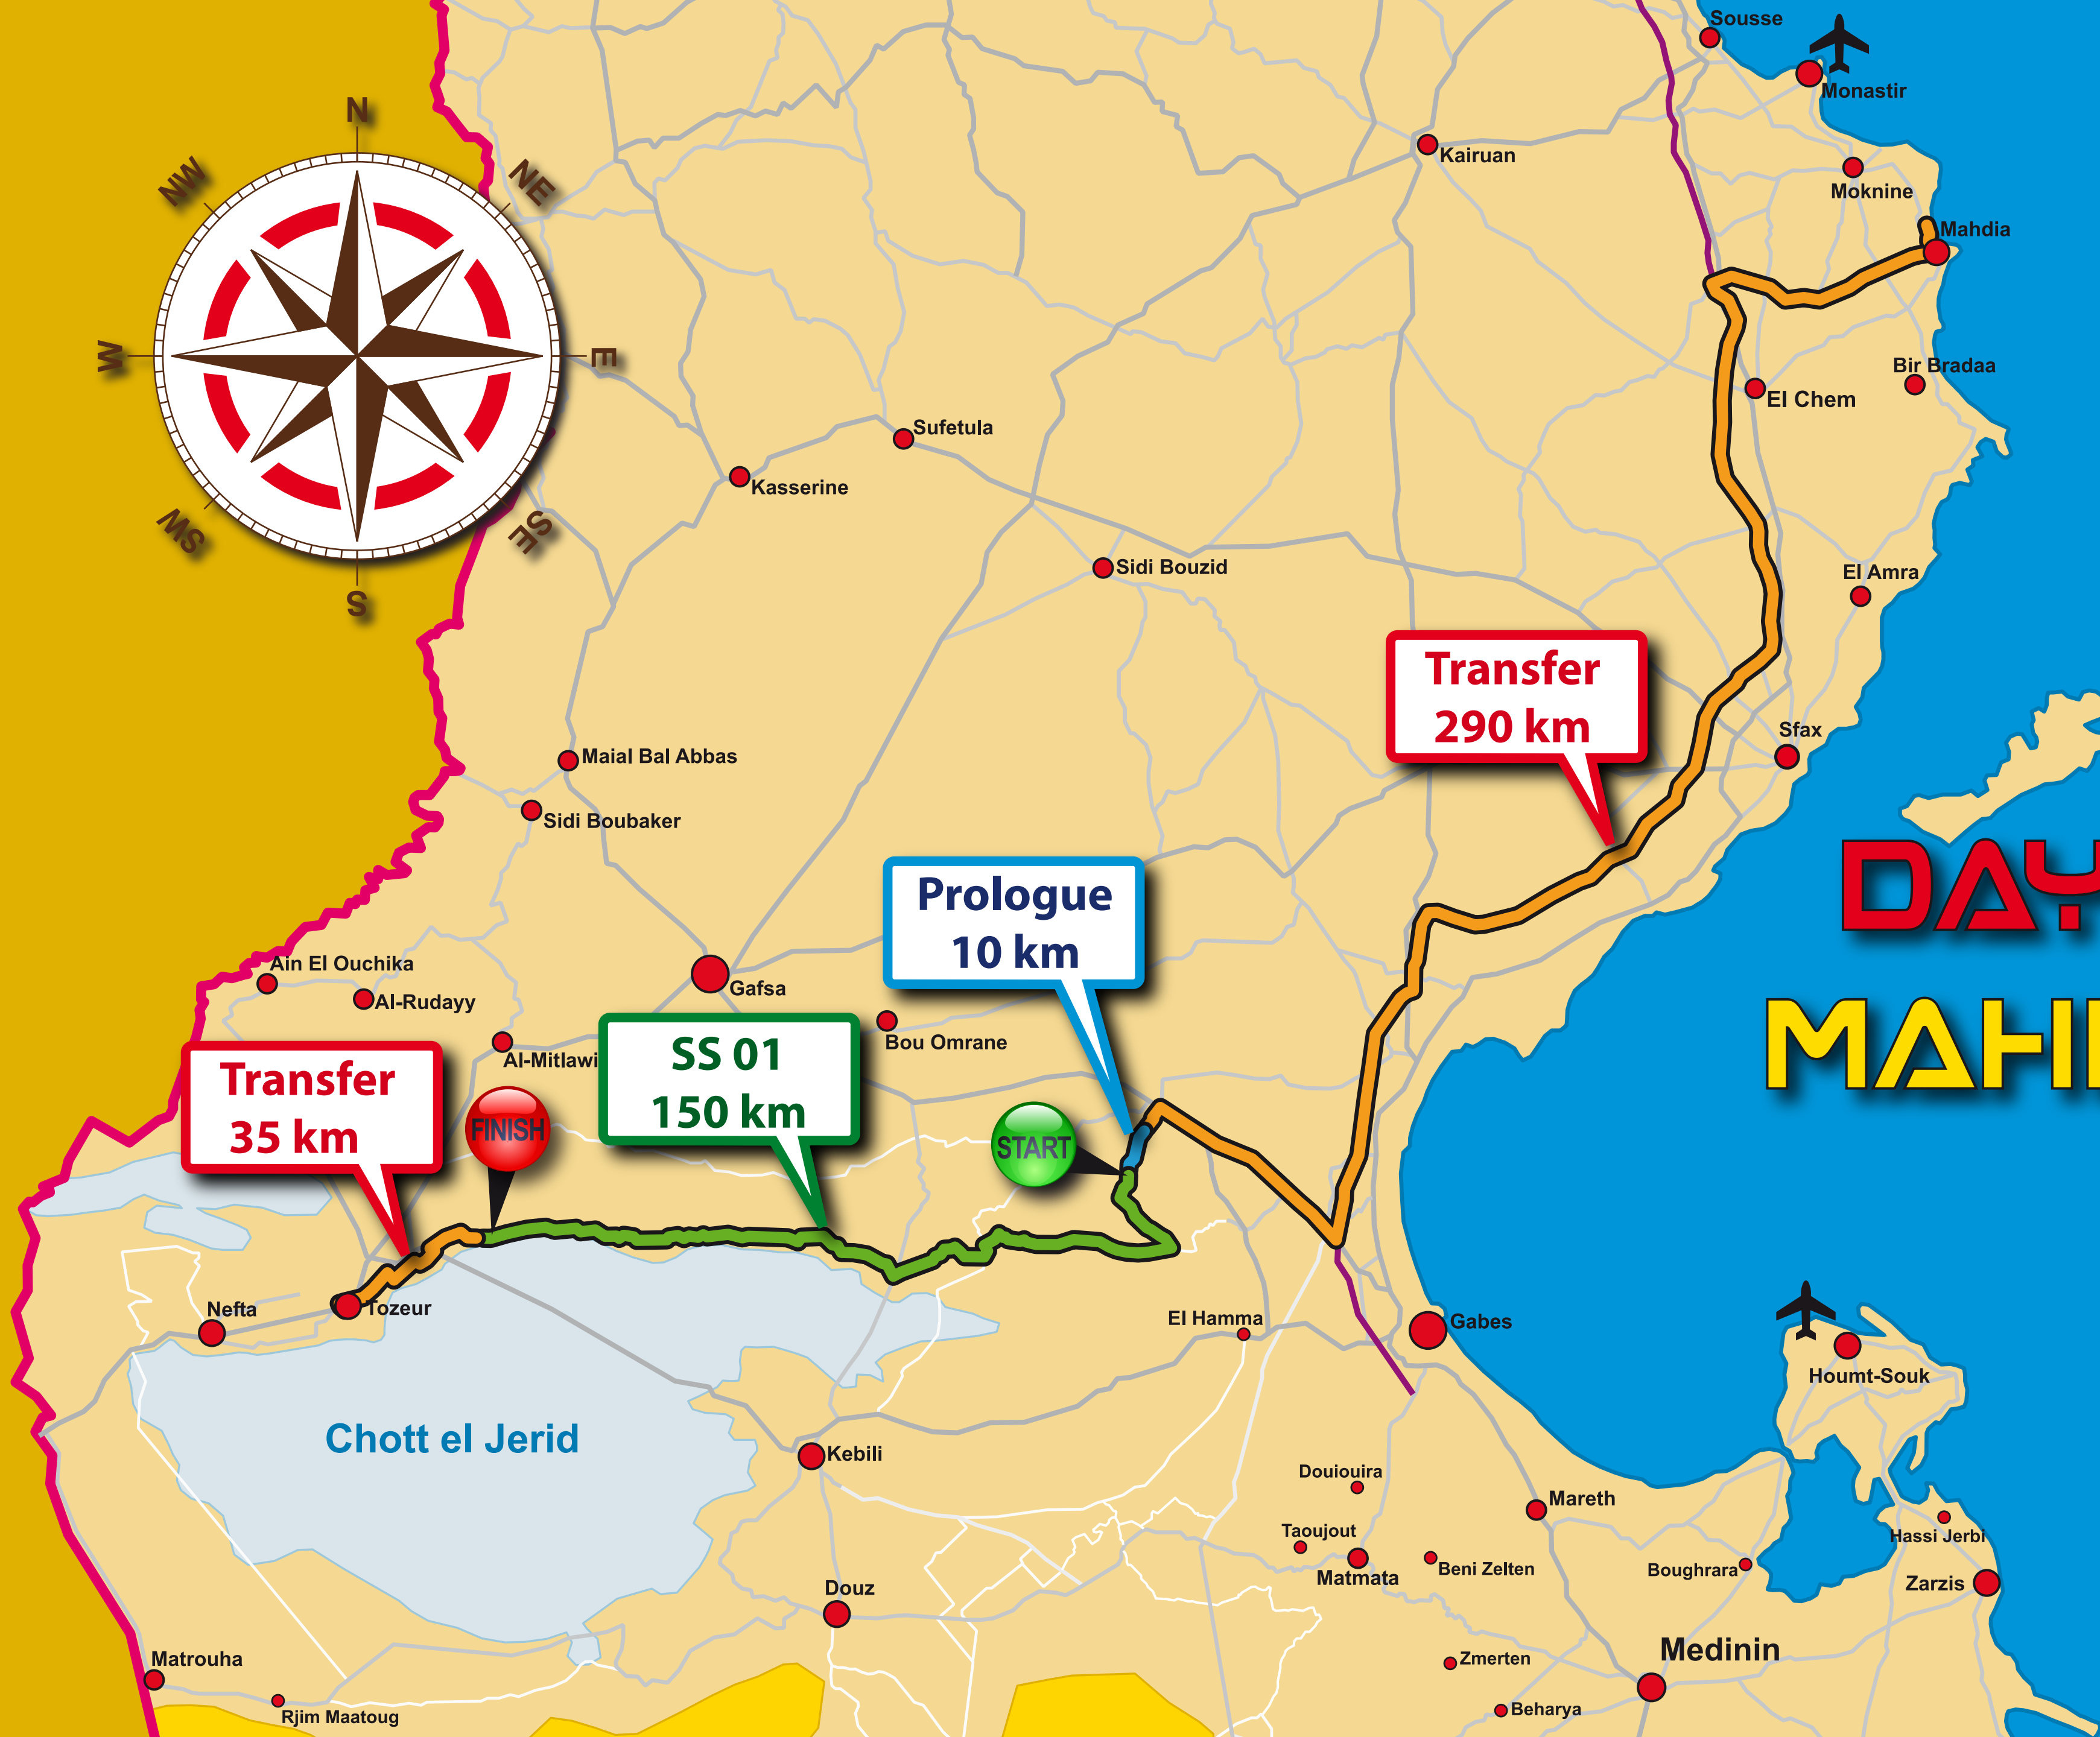 Sousse
Monastir
N
NW
NE
Kairuan
Moknine
Mahdia
W
E
Bir Bradaa
El Chem
Sufetula
Kasserine
SW
SE
S
Sidi Bouzid
El Amra
Transfer
290 km
Sfax
Maial Bal Abbas
Sidi Boubaker
Prologue
10 km
DAY
Ain El Ouchika
Al-Rudayy
Gafsa
Bou Omrane
Al-Mitlawi
MAH
SS 01
150 km
Transfer
35 km
FINISH
START
Nefta
Tozeur
El Hamma
Gabes
Houmt-Souk
Chott el Jerid
Kebili
Douiouira
Mareth
Taoujout
Hassi Jerbi
Matmata
Beni Zelten
Boughrara
Zarzis
Douz
Matrouha
Zmerten
Medinin
Rjim Maatoug
Beharya